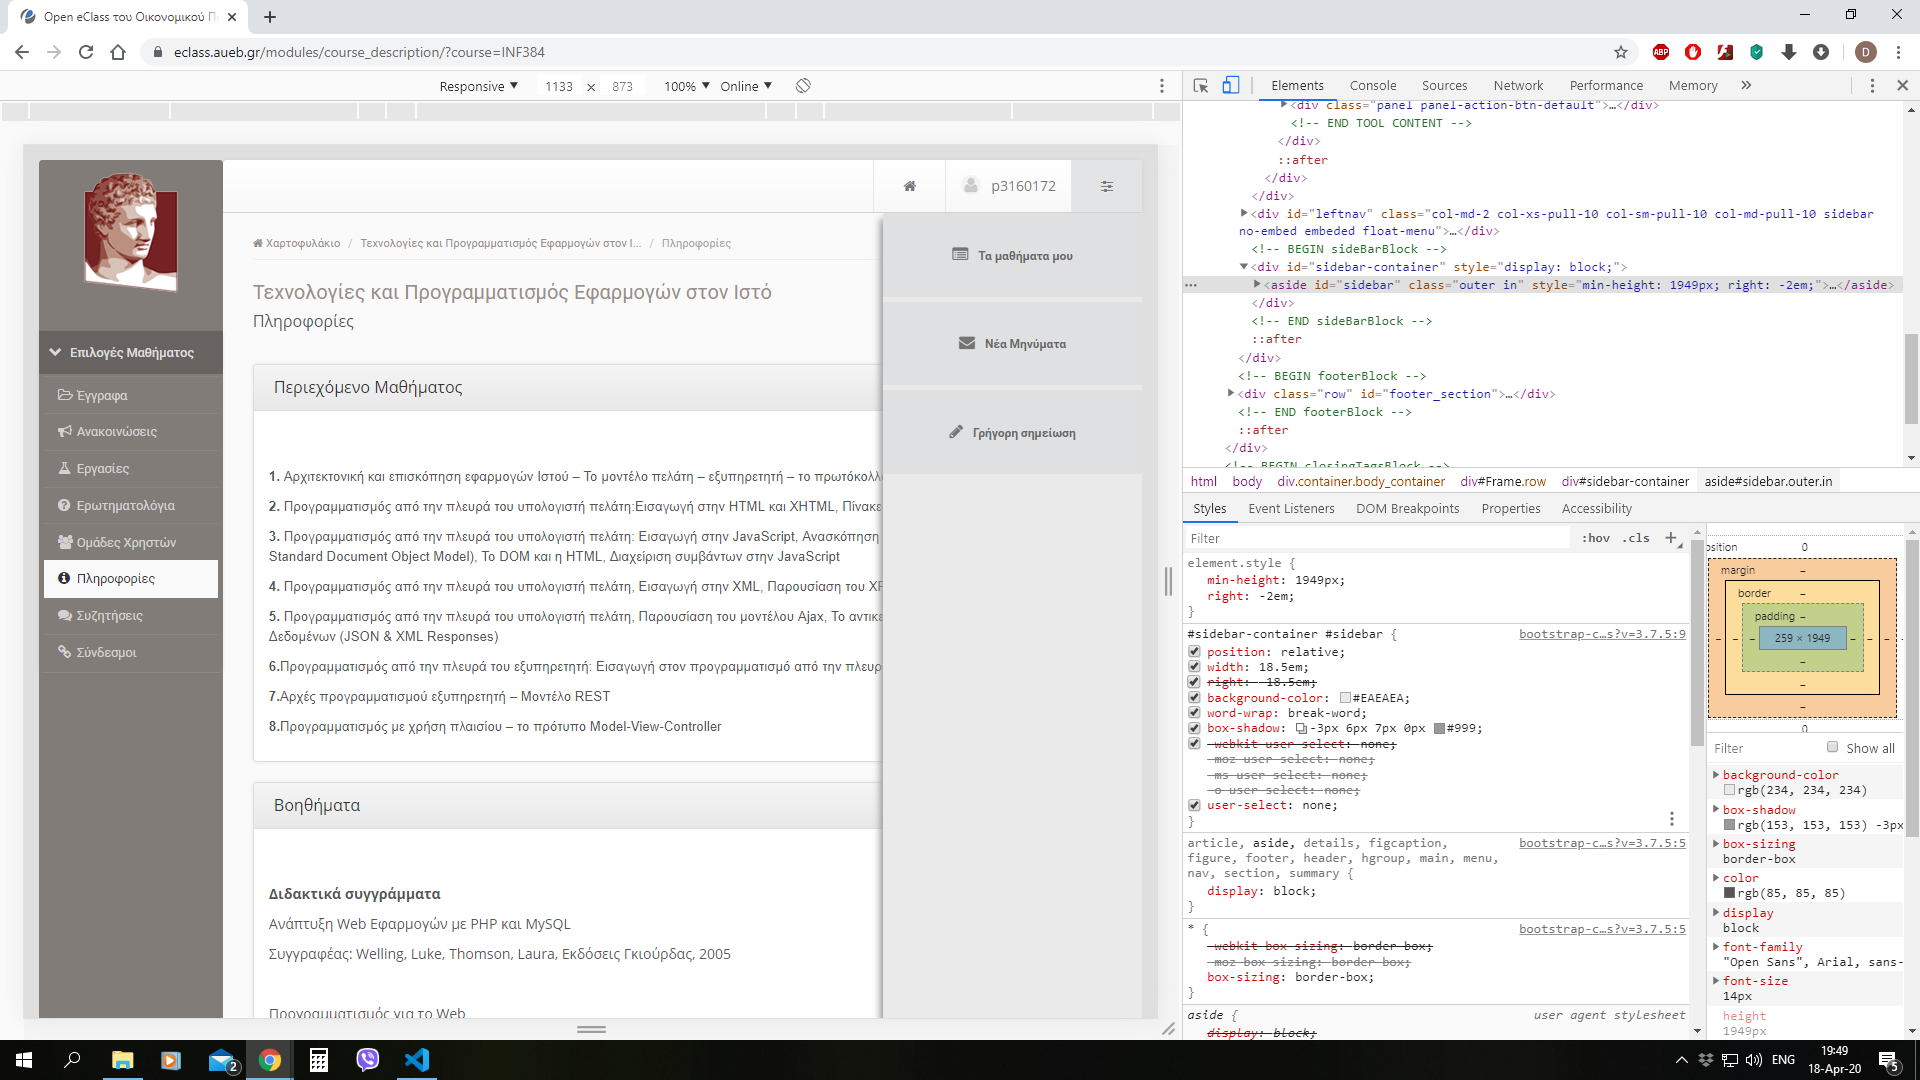 Open eClass του Οικονομικού Π
eclass.aueb.gr/modules/course_description/?course=INF384
ABP
D
Responsive ▼ 1133 × 873 100% ▼ Online ▼
p3160172
Χαρτοφυλάκιο / Τεχνολογίες και Προγραμματισμός Εφαρμογών στον Ι... / Πληροφορίες
Τεχνολογίες και Προγραμματισμός Εφαρμογών στον Ιστό
Πληροφορίες
Επιλογές Μαθήματος
Έγγραφα
Ανακοινώσεις
Εργασίες
Ερωτηματολόγια
Ομάδες Χρηστών
Πληροφορίες
Συζητήσεις
Σύνδεσμοι
Περιεχόμενο Μαθήματος
1. Αρχιτεκτονική και επισκόπηση εφαρμογών Ιστού – Το μοντέλο πελάτη – εξυπηρετητή – το πρωτόκολλ
2. Προγραμματισμός από την πλευρά του υπολογιστή πελάτη:Εισαγωγή στην HTML και XHTML, Πίνακε
3. Προγραμματισμός από την πλευρά του υπολογιστή πελάτη: Εισαγωγή στην JavaScript, Ανασκόπηση
Standard Document Object Model), Το DOM και η HTML, Διαχείριση συμβάντων στην JavaScript
4. Προγραμματισμός από την πλευρά του υπολογιστή πελάτη, Εισαγωγή στην XML, Παρουσίαση του XP
5. Προγραμματισμός από την πλευρά του υπολογιστή πελάτη, Παρουσίαση του μοντέλου Ajax, Το αντικε
Δεδομένων (JSON & XML Responses)
6.Προγραμματισμός από την πλευρά του εξυπηρετητή: Εισαγωγή στον προγραμματισμό από την πλευρ
7.Αρχές προγραμματισμού εξυπηρετητή – Μοντέλο REST
8.Προγραμματισμός με χρήση πλαισίου – το πρότυπο Model-View-Controller
Βοηθήματα
Διδακτικά συγγράμματα
Ανάπτυξη Web Εφαρμογών με PHP και MySQL
Συγγραφέας: Welling, Luke, Thomson, Laura, Εκδόσεις Γκιούρδας, 2005
Προγραμματισμός για το Web
Τα μαθήματα μου
Νέα Μηνύματα
Γρήγορη σημείωση
Elements Console Sources Network Performance Memory »
▶<div class="panel panel-action-btn-default">…</div>
<!-- END TOOL CONTENT -->
</div>
::after
</div>
</div>
▶<div id="leftnav" class="col-md-2 col-xs-pull-10 col-sm-pull-10 col-md-pull-10 sidebar
no-embed embeded float-menu">…</div>
<!-- BEGIN sideBarBlock -->
▼<div id="sidebar-container" style="display: block;">
… ▶<aside id="sidebar" class="outer in" style="min-height: 1949px; right: -2em;">…</aside>
</div>
<!-- END sideBarBlock -->
::after
</div>
<!-- BEGIN footerBlock -->
▶<div class="row" id="footer_section">…</div>
<!-- END footerBlock -->
::after
</div>
<!-- BEGIN closingTagsBlock -->
html body div.container.body_container div#Frame.row div#sidebar-container aside#sidebar.outer.in
Styles Event Listeners DOM Breakpoints Properties Accessibility
Filter :hov .cls +
element.style {
min-height: 1949px;
right: -2em;
}
#sidebar-container #sidebar { bootstrap-c…s?v=3.7.5:9
position: relative;
width: 18.5em;
right: -18.5em;
background-color: #EAEAEA;
word-wrap: break-word;
box-shadow: -3px 6px 7px 0px #999;
-webkit-user-select: none;
-moz-user-select: none;
-ms-user-select: none;
-o-user-select: none;
user-select: none;
}
article, aside, details, figcaption, bootstrap-c…s?v=3.7.5:5
figure, footer, header, hgroup, main, menu,
nav, section, summary {
display: block;
}
* { bootstrap-c…s?v=3.7.5:5
-webkit-box-sizing: border-box;
-moz-box-sizing: border-box;
box-sizing: border-box;
}
aside { user agent stylesheet
display: block;
osition 0
margin –
border –
padding –
– – – 259 × 1949 – – –
–
–
–
0
Filter Show all
background-color
rgb(234, 234, 234)
box-shadow
rgb(153, 153, 153) -3px
box-sizing
border-box
color
rgb(85, 85, 85)
display
block
font-family
"Open Sans", Arial, sans-
font-size
14px
height
1949px
2
ENG
19:49
18-Apr-20
5